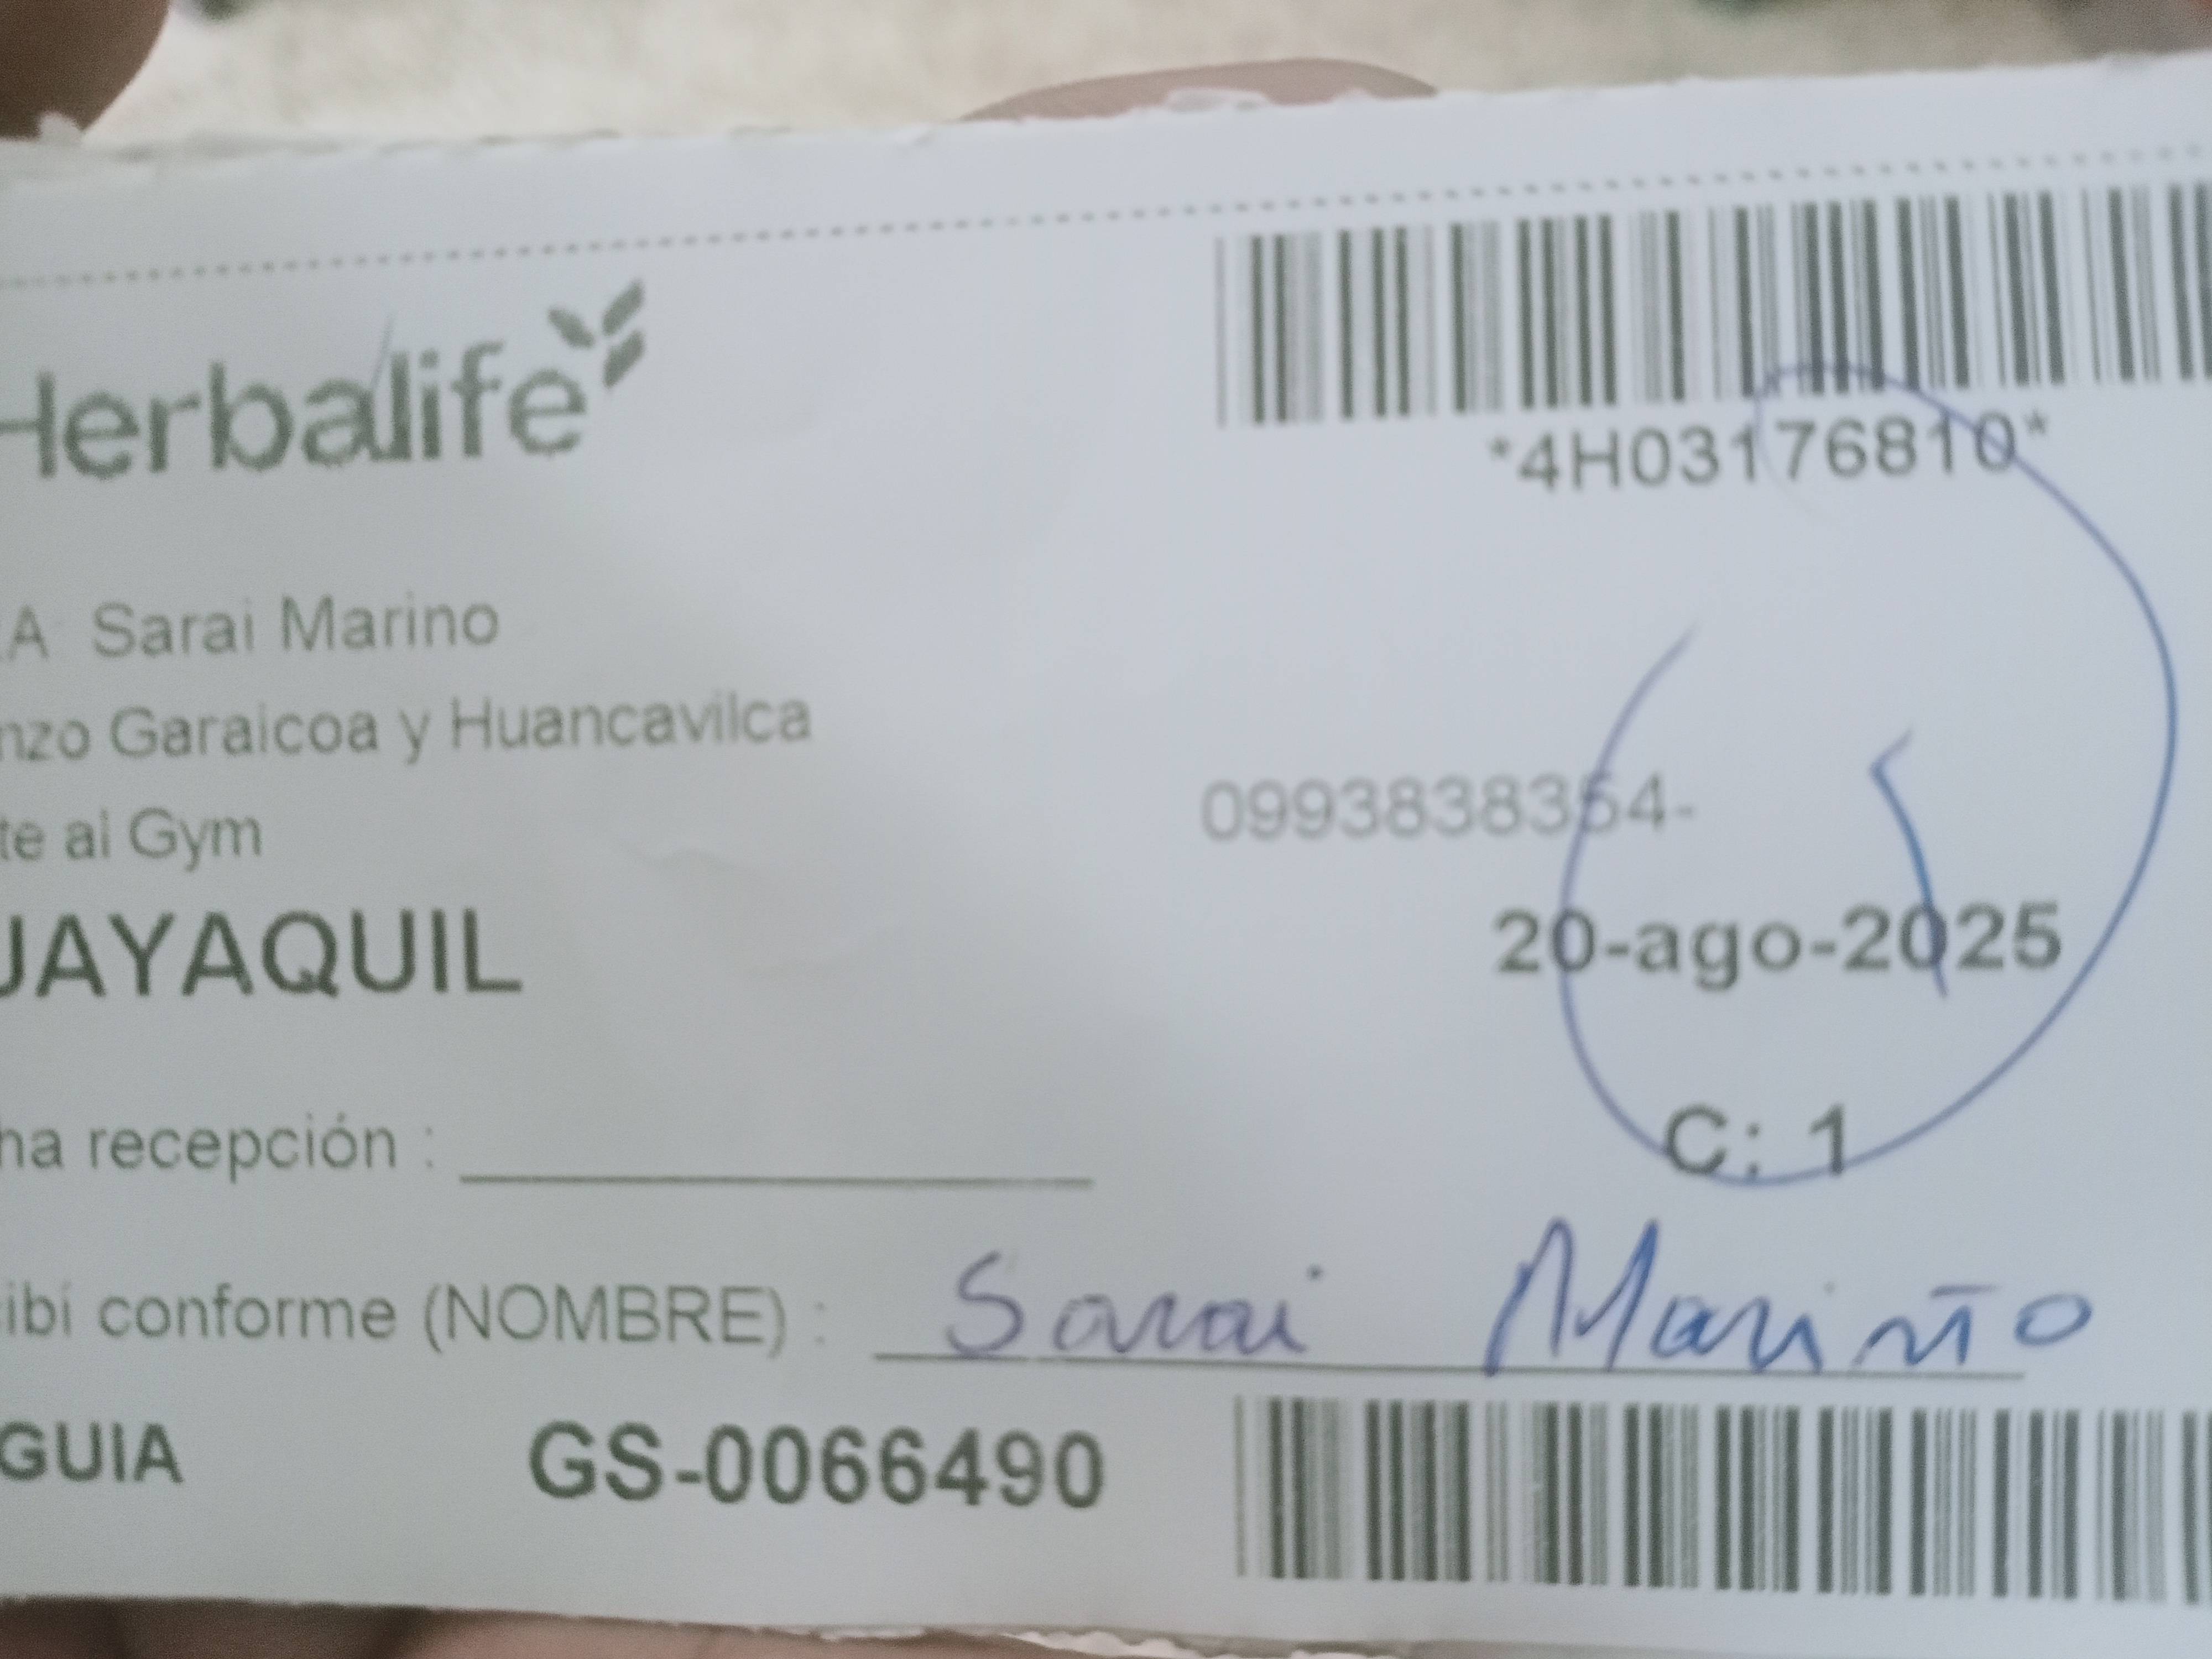 Herbalife
*4H03176810*
A Sarai Marino
nzo Garaicoa y Huancavilca
te al Gym
0993838354-
UAYAQUIL
20-ago-2025
ha recepción :
C: 1
ibí conforme (NOMBRE) : Sarai Mariño
GUIA GS-0066490